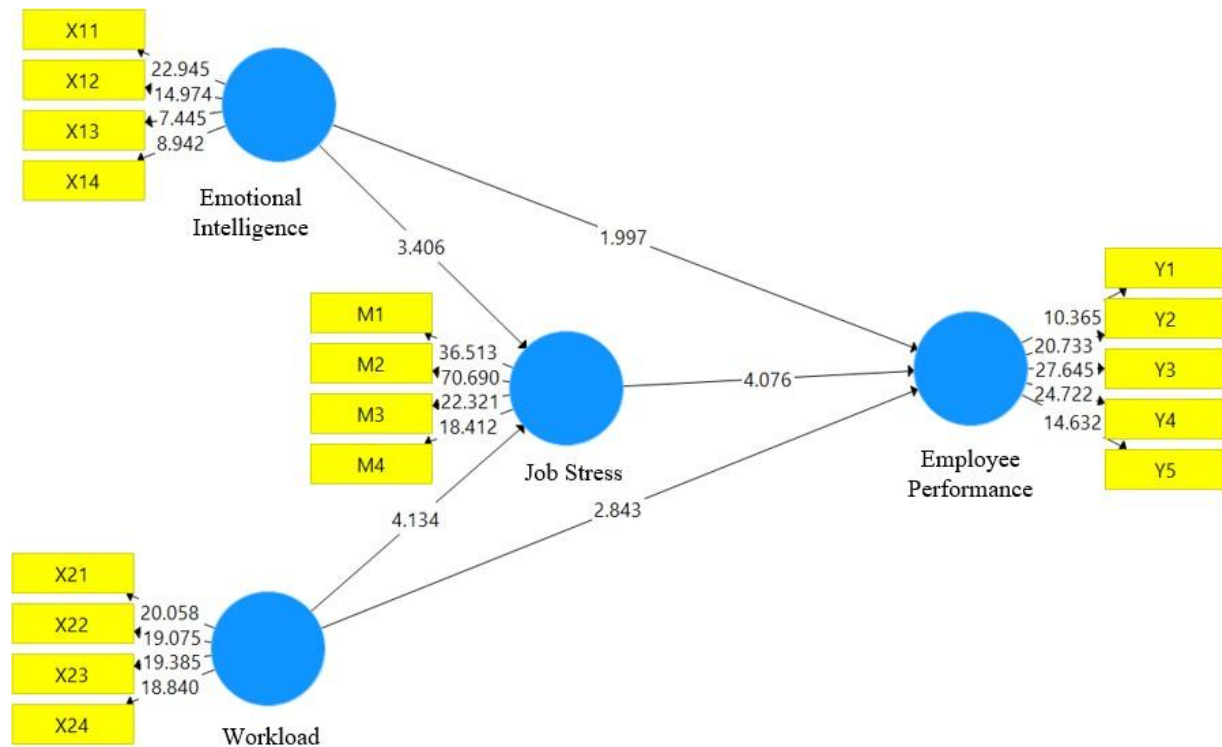 X11
X12
X13
X14
22.945
14.974
7.445
8.942
Emotional
Intelligence
3.406
1.997
M1
M2
M3
M4
36.513
70.690
22.321
18.412
Job Stress
4.076
Y1
Y2
Y3
Y4
Y5
10.365
20.733
27.645
24.722
14.632
Employee
Performance
4.134
2.843
X21
X22
X23
X24
20.058
19.075
19.385
18.840
Workload